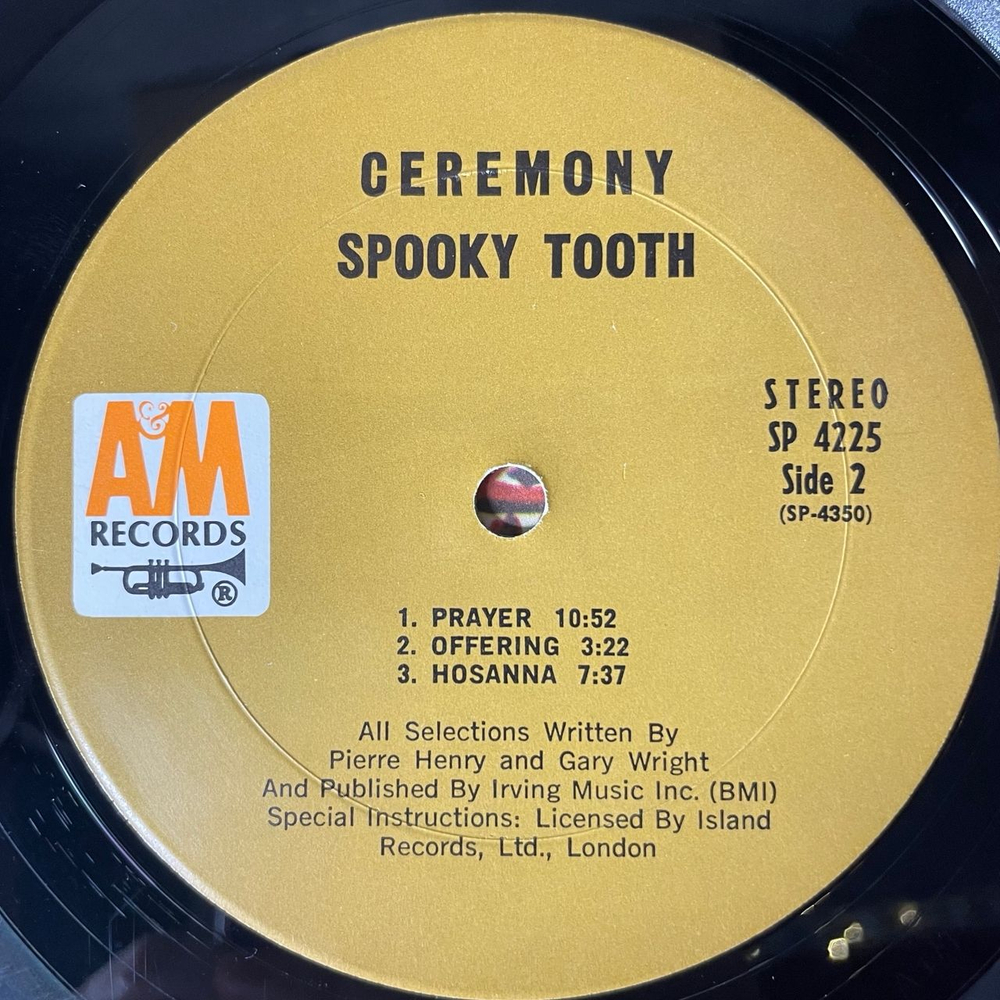 CEREMONY
SPOOKY TOOTH
A&M
RECORDS
®
STEREO
SP 4225
Side 2
(SP-4350)
1. PRAYER 10:52
2. OFFERING 3:22
3. HOSANNA 7:37
All Selections Written By
Pierre Henry and Gary Wright
And Published By Irving Music Inc. (BMI)
Special Instructions: Licensed By Island
Records, Ltd., London